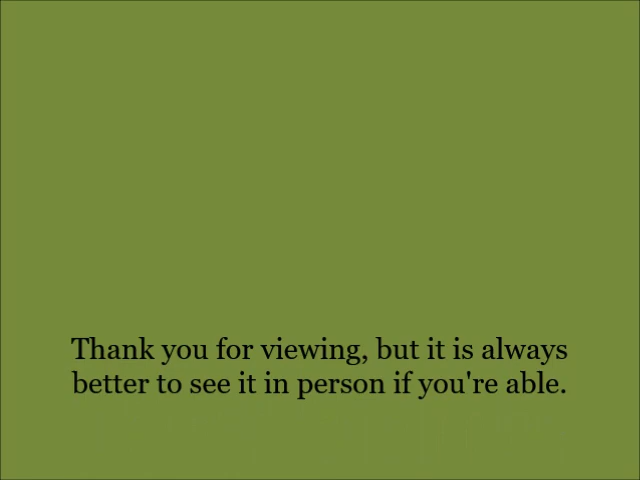 Thank you for viewing, but it is always
better to see it in person if you're able.